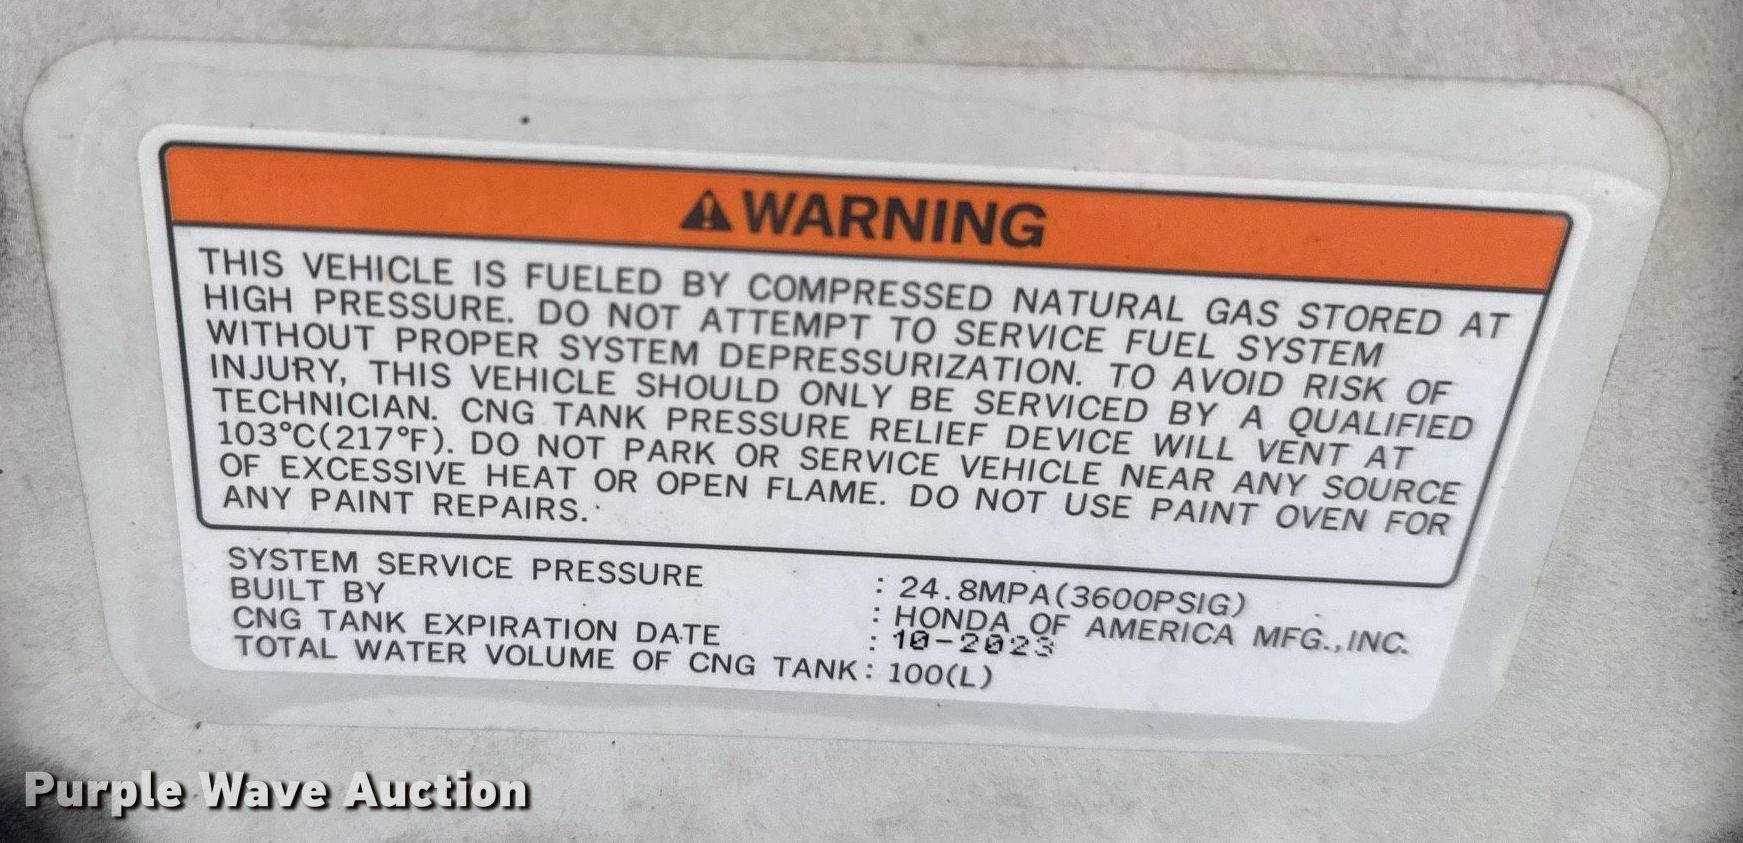 WARNING
THIS VEHICLE IS FUELED BY COMPRESSED NATURAL GAS STORED AT
HIGH PRESSURE. DO NOT ATTEMPT TO SERVICE FUEL SYSTEM
WITHOUT PROPER SYSTEM DEPRESSURIZATION. TO AVOID RISK OF
INJURY, THIS VEHICLE SHOULD ONLY BE SERVICED BY A QUALIFIED
TECHNICIAN. CNG TANK PRESSURE RELIEF DEVICE WILL VENT AT
103°C(217°F). DO NOT PARK OR SERVICE VEHICLE NEAR ANY SOURCE
OF EXCESSIVE HEAT OR OPEN FLAME. DO NOT USE PAINT OVEN FOR
ANY PAINT REPAIRS.
SYSTEM SERVICE PRESSURE : 24.8MPA(3600PSIG)
BUILT BY : HONDA OF AMERICA MFG.,INC.
CNG TANK EXPIRATION DATE : 10-2023
TOTAL WATER VOLUME OF CNG TANK: 100(L)
Purple Wave Auction